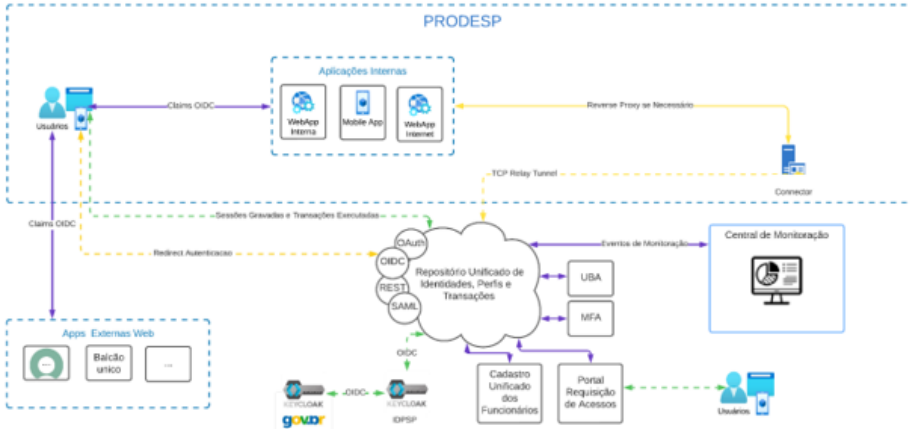 PRODESP
Aplicações Internas
WebApp
Interna
Mobile App
WebApp
Internet
Usuários
Claims OIDC
Reverse Proxy se Necessário
Connector
TCP Relay Tunnel
Sessões Gravadas e Transações Executadas
Claims OIDC
Redirect Autenticacao
OAuth
OIDC
REST
SAML
Repositório Unificado de
Identidades, Perfis e
Transações
Eventos de Monitoração
Central de Monitoração
UBA
MFA
Apps Externas Web
...
Balcão
unico
...
OIDC
Cadastro
Unificado
dos
Funcionários
Portal
Requisição
de Acessos
Usuários
KEYCLOAK
gov.br
OIDC
KEYCLOAK
IDPSP